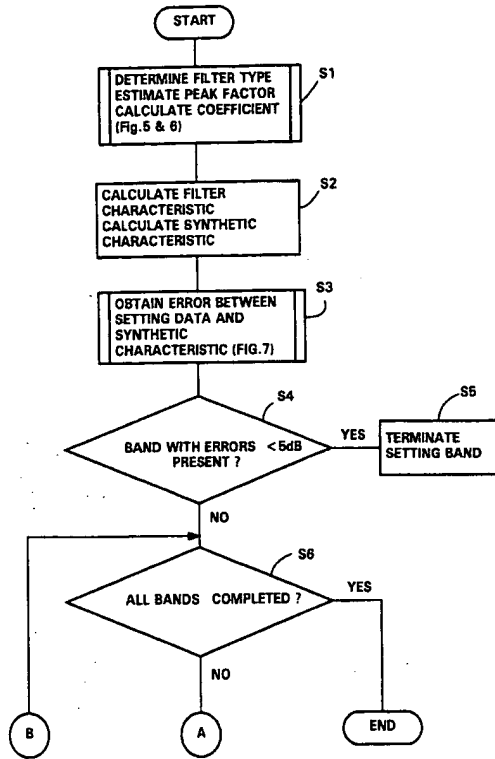 START
DETERMINE FILTER TYPE
ESTIMATE PEAK FACTOR
CALCULATE COEFFICIENT
(Fig.5 & 6)
S1
CALCULATE FILTER
CHARACTERISTIC
CALCULATE SYNTHETIC
CHARACTERISTIC
S2
OBTAIN ERROR BETWEEN
SETTING DATA AND
SYNTHETIC
CHARACTERISTIC (FIG.7)
S3
S4
BAND WITH ERRORS <5dB
PRESENT ?
YES
S5
TERMINATE
SETTING BAND
NO
S6
ALL BANDS COMPLETED ?
YES
NO
B
A
END